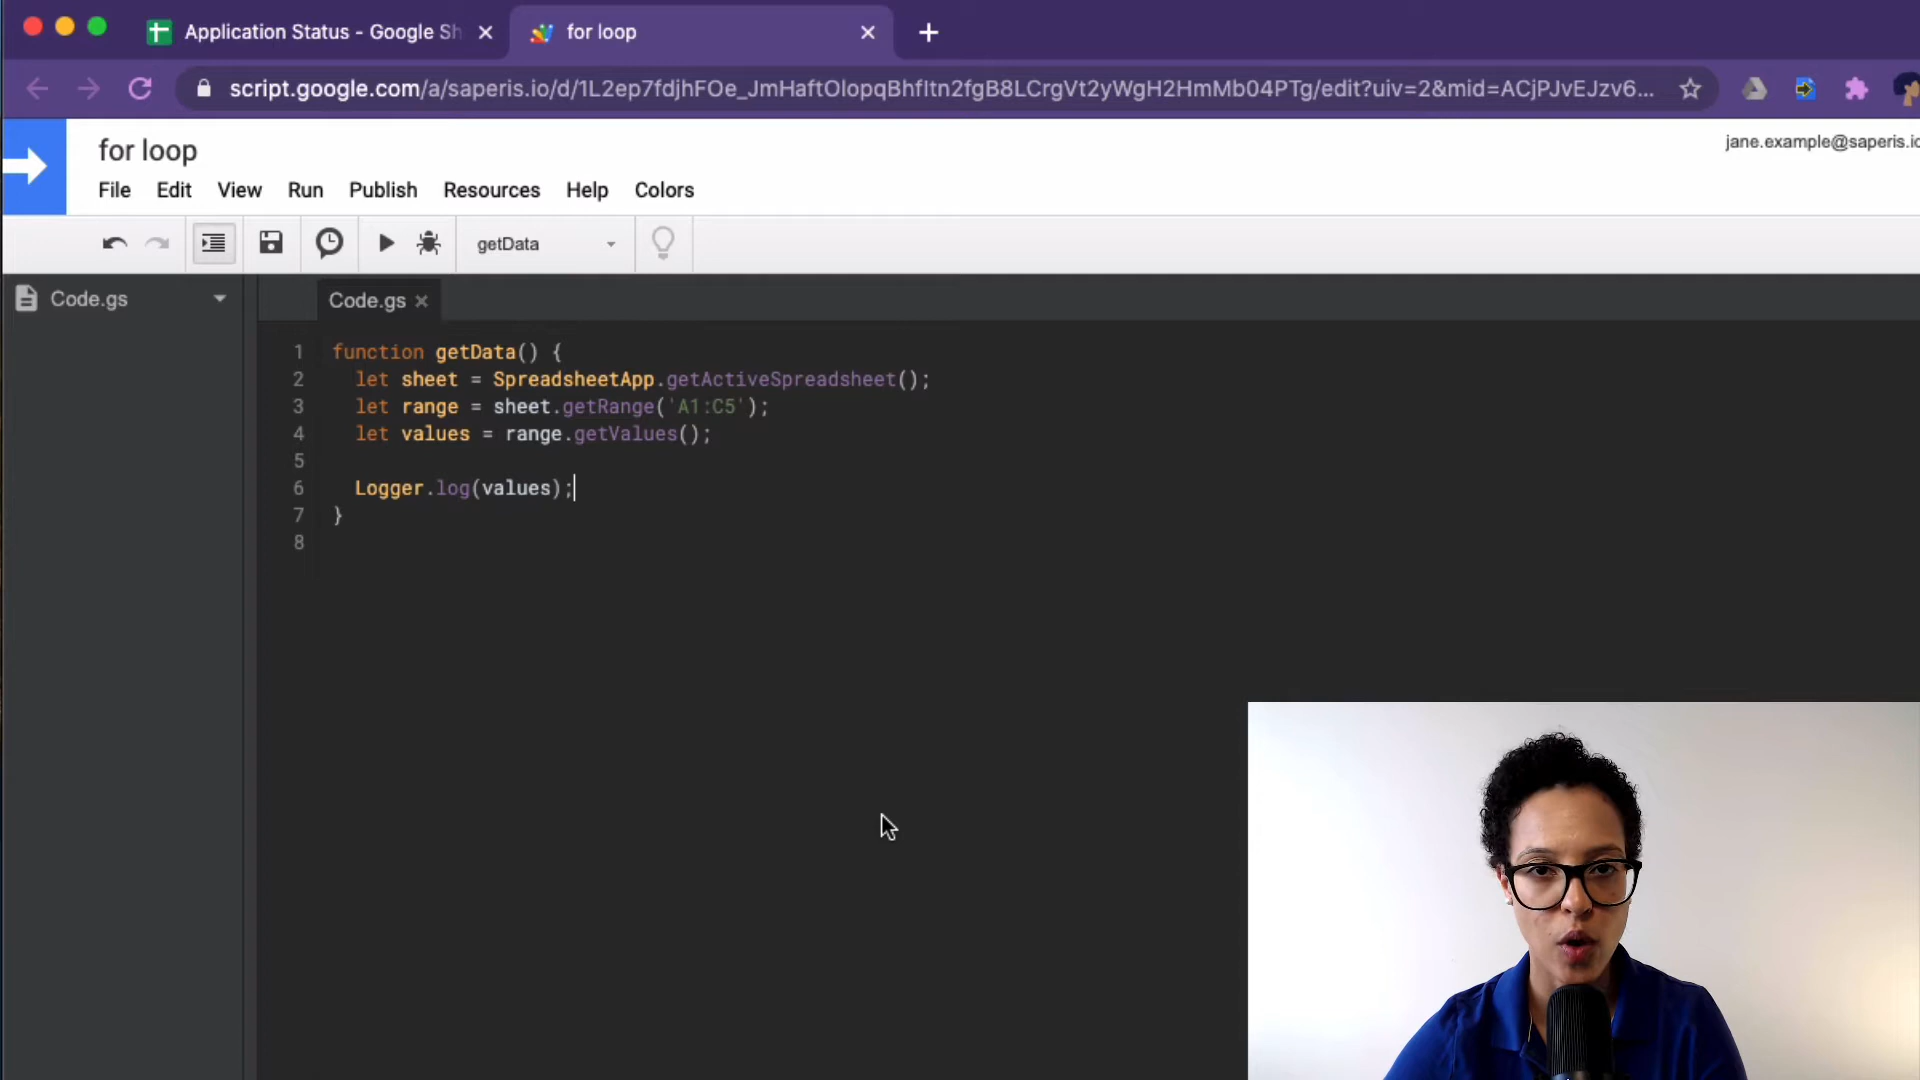 Application Status - Google Sh
for loop
script.google.com/a/saperis.io/d/1L2ep7fdjhFOe_JmHaftOlopqBhfItn2fgB8LCrgVt2yWgH2HmMb04PTg/edit?uiv=2&mid=ACjPJvEJzv6...
for loop
jane.example@saperis.io
File Edit View Run Publish Resources Help Colors
getData
Code.gs
Code.gs
1 function getData() {
2 let sheet = SpreadsheetApp.getActiveSpreadsheet();
3 let range = sheet.getRange('A1:C5');
4 let values = range.getValues();
5
6 Logger.log(values);
7 }
8